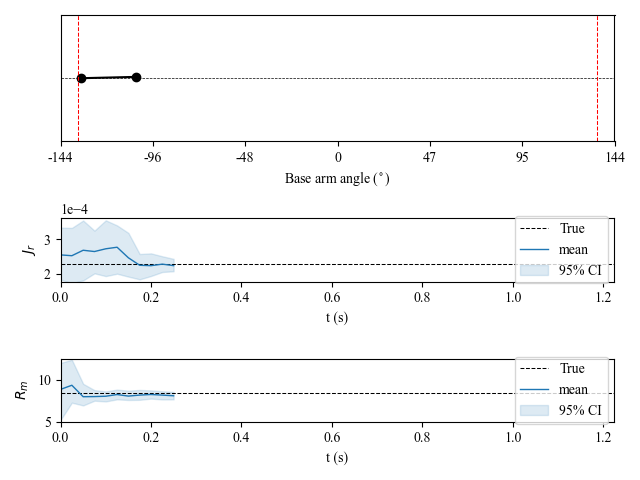 -144 -96 -48 0 47 95 144
Base arm angle (°)
1e−4
3
2
J_r
True
mean
95% CI
0.0 0.2 0.4 0.6 0.8 1.0 1.2
t (s)
10
5
R_m
True
mean
95% CI
0.0 0.2 0.4 0.6 0.8 1.0 1.2
t (s)